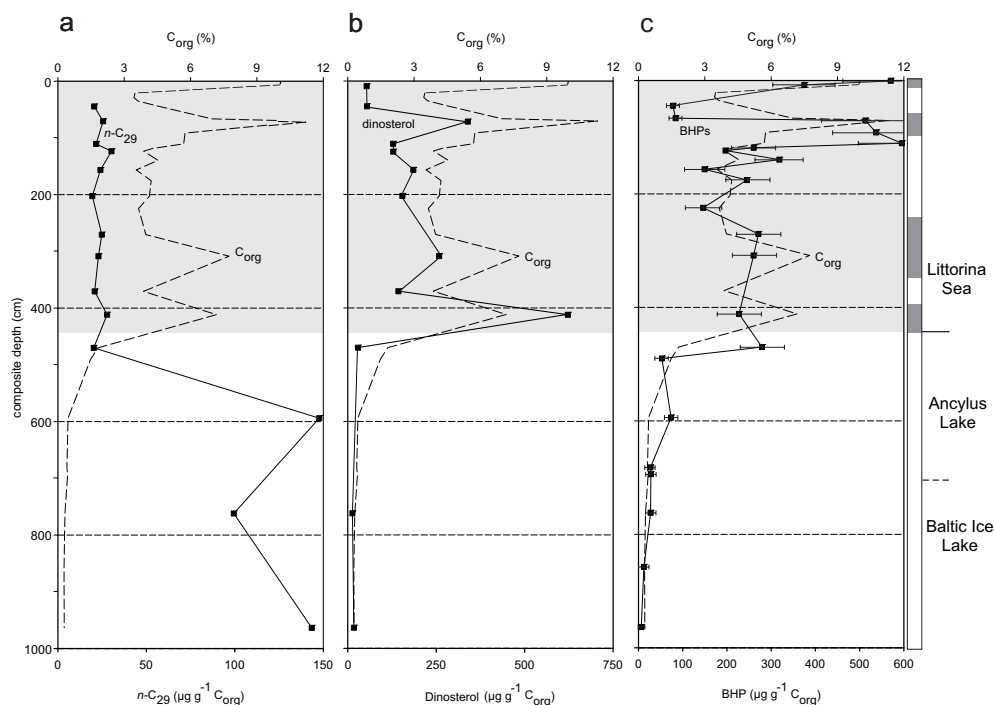 a
b
c
C_org (%)
C_org (%)
C_org (%)
0 3 6 9 12
0 3 6 9 12
0 3 6 9 12
0
200
400
600
800
1000
composite depth (cm)
n-C29
C_org
dinosterol
BHPs
C_org
Littorina
Sea
Ancylus
Lake
Baltic Ice
Lake
0 50 100 150
0 250 500 750
0 100 200 300 400 500 600
n-C29 (µg g⁻¹ C_org)
Dinosterol (µg g⁻¹ C_org)
BHP (µg g⁻¹ C_org)